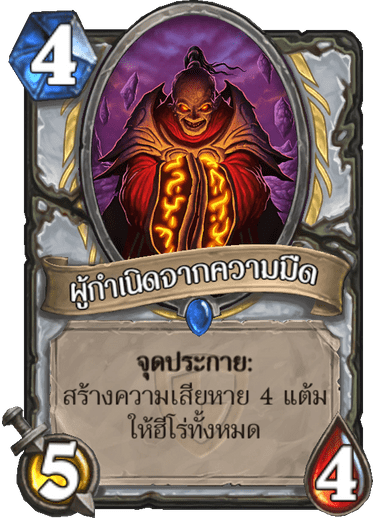 4
ผู้กำเนิดจากความมืด
จุดประกาย:
สร้างความเสียหาย 4 แต้ม
ให้ฮีโร่ทั้งหมด
5
4